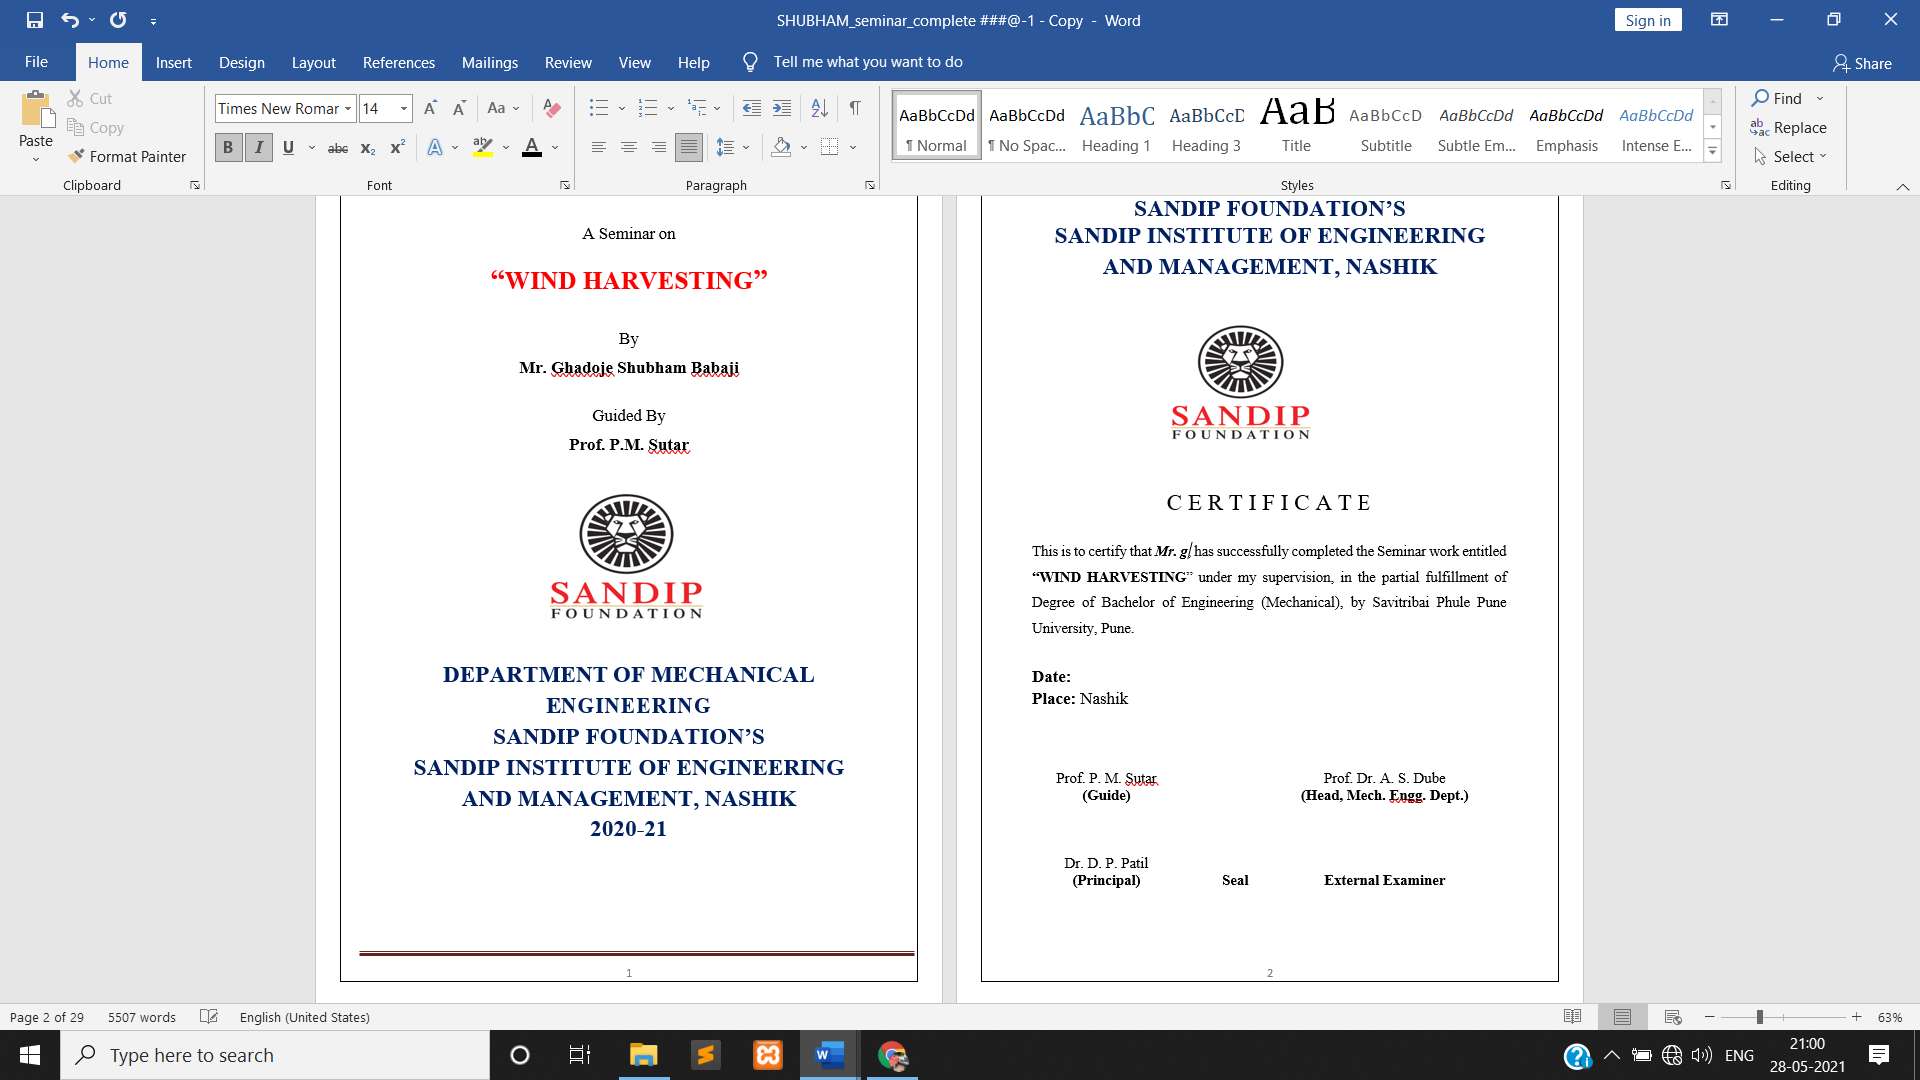 SHUBHAM_seminar_complete ###@-1 - Copy - Word
Sign in
File Home Insert Design Layout References Mailings Review View Help Tell me what you want to do
Share
Paste
Cut
Copy
Format Painter
Clipboard
Times New Romar 14
Aa
B I U abc x₂ x² A ab A
Font
Paragraph
AaBbCcDd
¶ Normal
AaBbCcDd
¶ No Spac...
AaBbC
Heading 1
AaBbCcD
Heading 3
AaB
Title
AaBbCcD
Subtitle
AaBbCcDd
Subtle Em...
AaBbCcDd
Emphasis
AaBbCcDd
Intense E...
Styles
Find
Replace
Select
Editing
A Seminar on
“WIND HARVESTING”
By
Mr. Ghadoje Shubham Babaji
Guided By
Prof. P.M. Sutar
SANDIP
FOUNDATION
DEPARTMENT OF MECHANICAL
ENGINEERING
SANDIP FOUNDATION’S
SANDIP INSTITUTE OF ENGINEERING
AND MANAGEMENT, NASHIK
2020-21
1
SANDIP FOUNDATION’S
SANDIP INSTITUTE OF ENGINEERING
AND MANAGEMENT, NASHIK
SANDIP
FOUNDATION
C E R T I F I C A T E
This is to certify that Mr. g has successfully completed the Seminar work entitled
“WIND HARVESTING” under my supervision, in the partial fulfillment of
Degree of Bachelor of Engineering (Mechanical), by Savitribai Phule Pune
University, Pune.
Date:
Place: Nashik
Prof. P. M. Sutar Prof. Dr. A. S. Dube
(Guide) (Head, Mech. Engg. Dept.)
Dr. D. P. Patil
(Principal) Seal External Examiner
2
Page 2 of 29 5507 words English (United States) 63%
Type here to search
ENG
21:00
28-05-2021